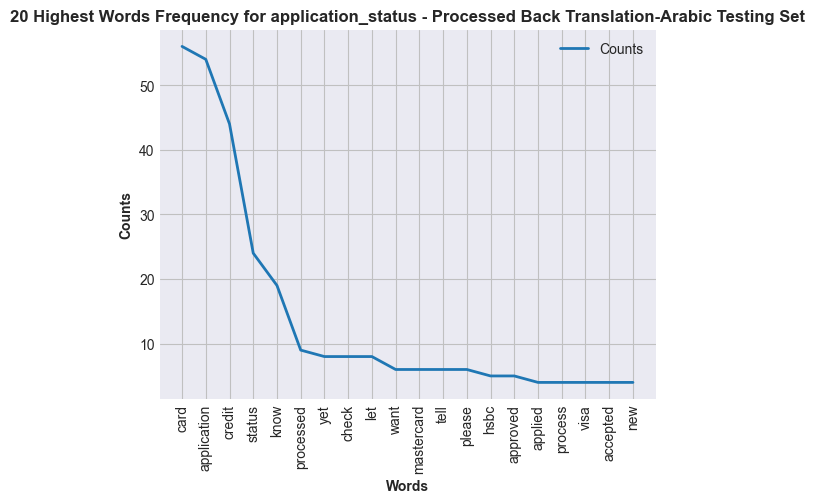 20 Highest Words Frequency for application_status - Processed Back Translation-Arabic Testing Set
Counts
50
40
30
20
10
Counts
card
application
credit
status
know
processed
yet
check
let
want
mastercard
tell
please
hsbc
approved
applied
process
visa
accepted
new
Words